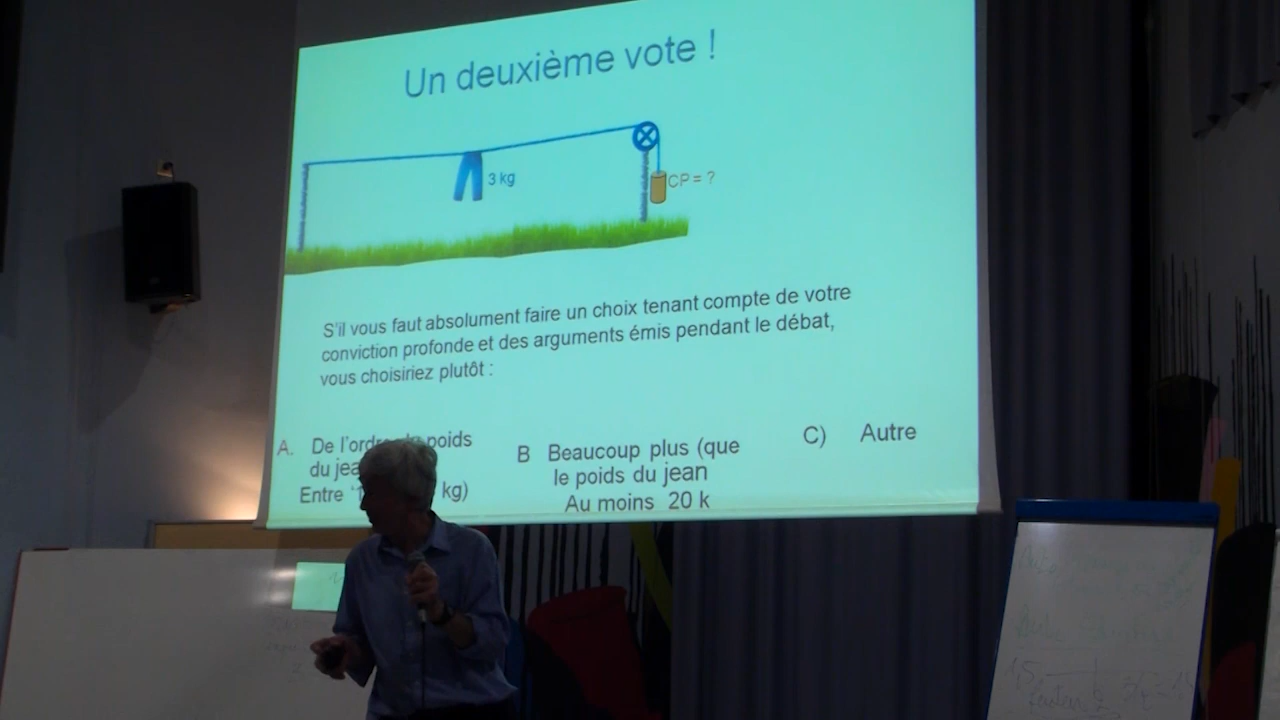 Un deuxième vote !
3 kg
CP = ?
S'il vous faut absolument faire un choix tenant compte de votre
conviction profonde et des arguments émis pendant le débat,
vous choisiriez plutôt :
A. De l'ordre du poids
du
Entre kg)
B Beaucoup plus (que
le poids du jean
Au moins 20 k
C) Autre